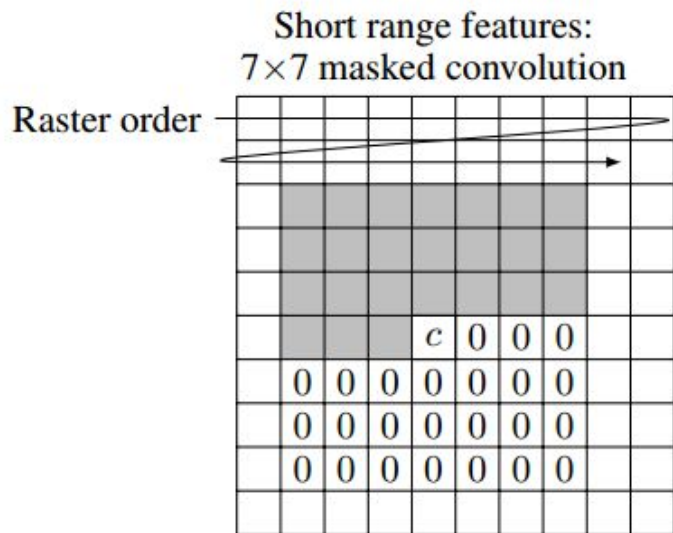 Short range features:
7×7 masked convolution
Raster order
c 0 0 0
0 0 0 0 0 0 0
0 0 0 0 0 0 0
0 0 0 0 0 0 0